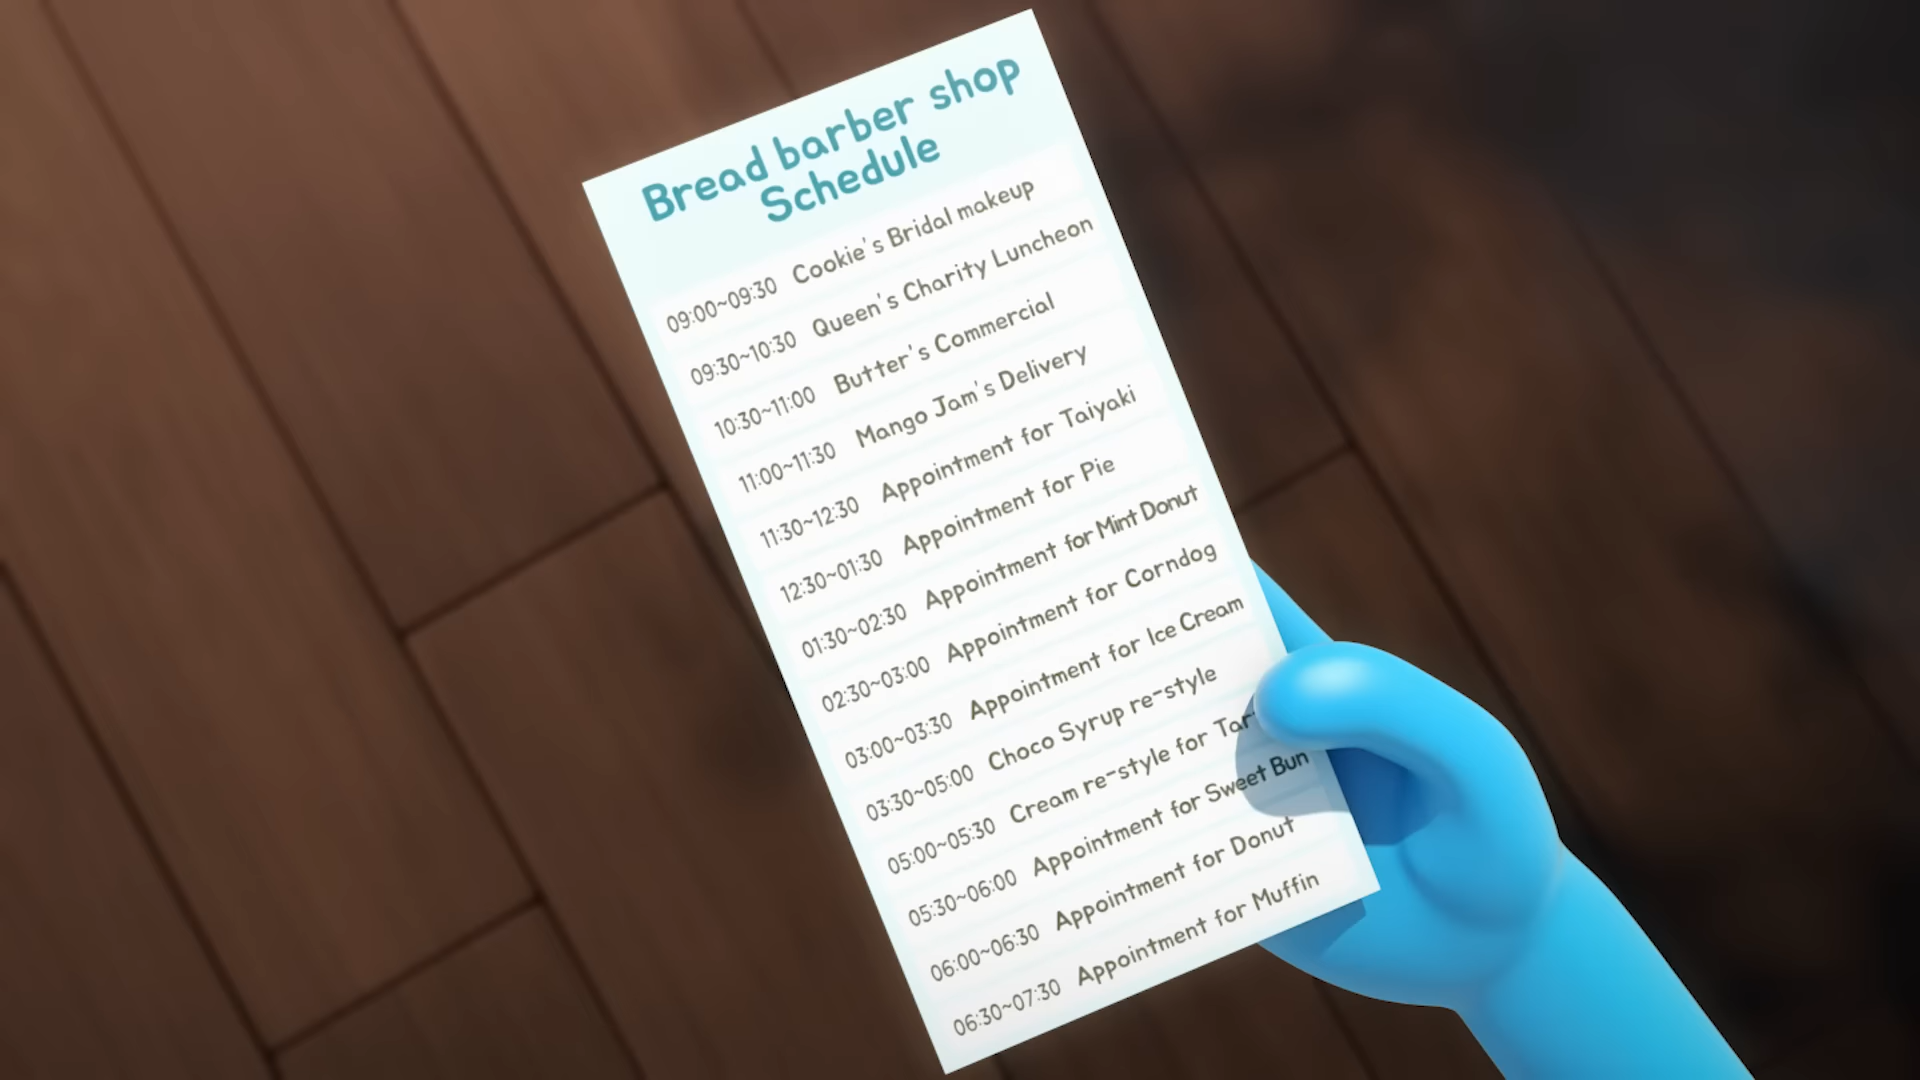 Bread barber shop
Schedule
09:00~09:30 Cookie's Bridal makeup
09:30~10:30 Queen's Charity Luncheon
10:30~11:00 Butter's Commercial
11:00~11:30 Mango Jam's Delivery
11:30~12:30 Appointment for Taiyaki
12:30~01:30 Appointment for Pie
01:30~02:30 Appointment for Mint Donut
02:30~03:00 Appointment for Corndog
03:00~03:30 Appointment for Ice Cream
03:30~05:00 Choco Syrup re-style
05:00~05:30 Cream re-style for
05:30~06:00 Appointment for Sweet Bun
06:00~06:30 Appointment for Donut
06:30~07:30 Appointment for Muffin